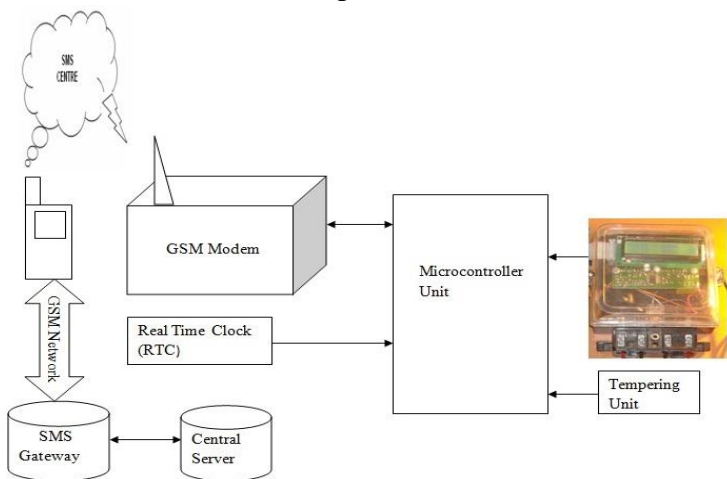 SMS
CENTRE
GSM Modem
Microcontroller
Unit
GSM Network
Real Time Clock
(RTC)
Tempering
Unit
SMS
Gateway
Central
Server